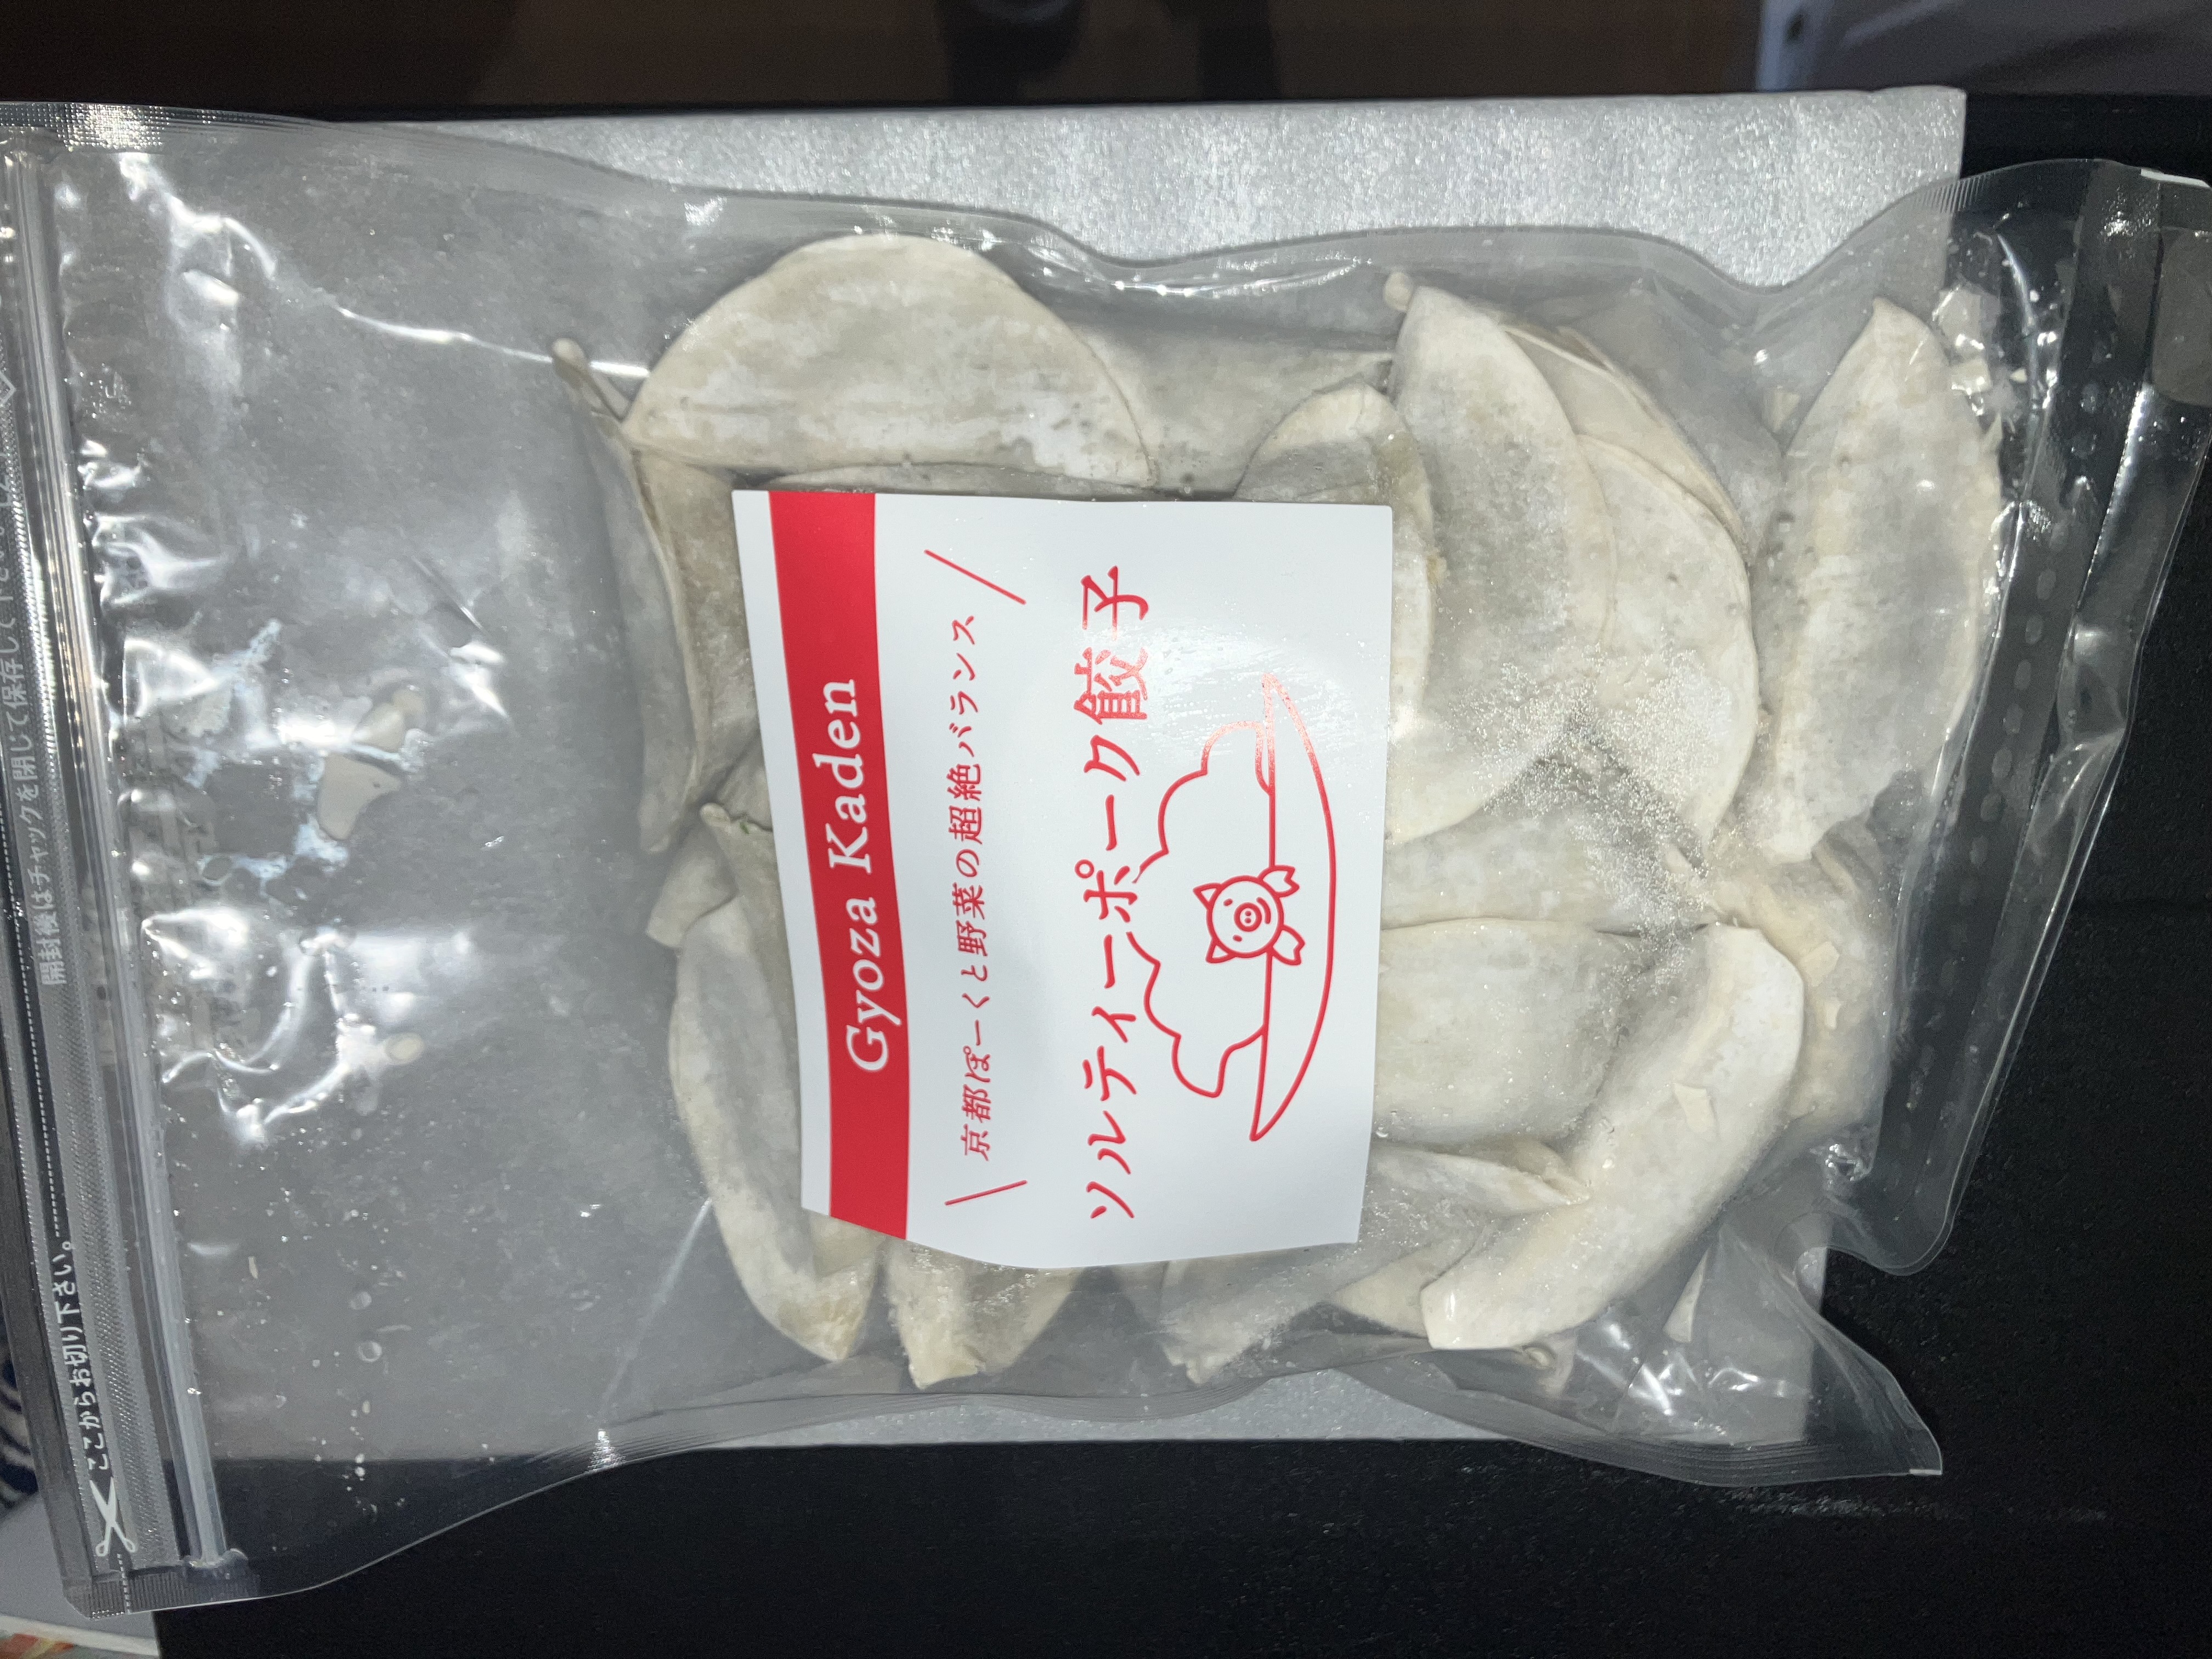 開封後はチャックを閉じて保存して下さい。
ここからお切り下さい。
Gyoza Kaden
京都ぽーくと野菜の超絶バランス
ソルティーポーク餃子